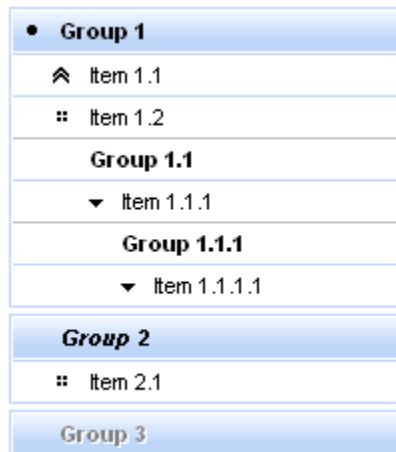 Group 1
Item 1.1
Item 1.2
Group 1.1
Item 1.1.1
Group 1.1.1
Item 1.1.1.1
Group 2
Item 2.1
Group 3